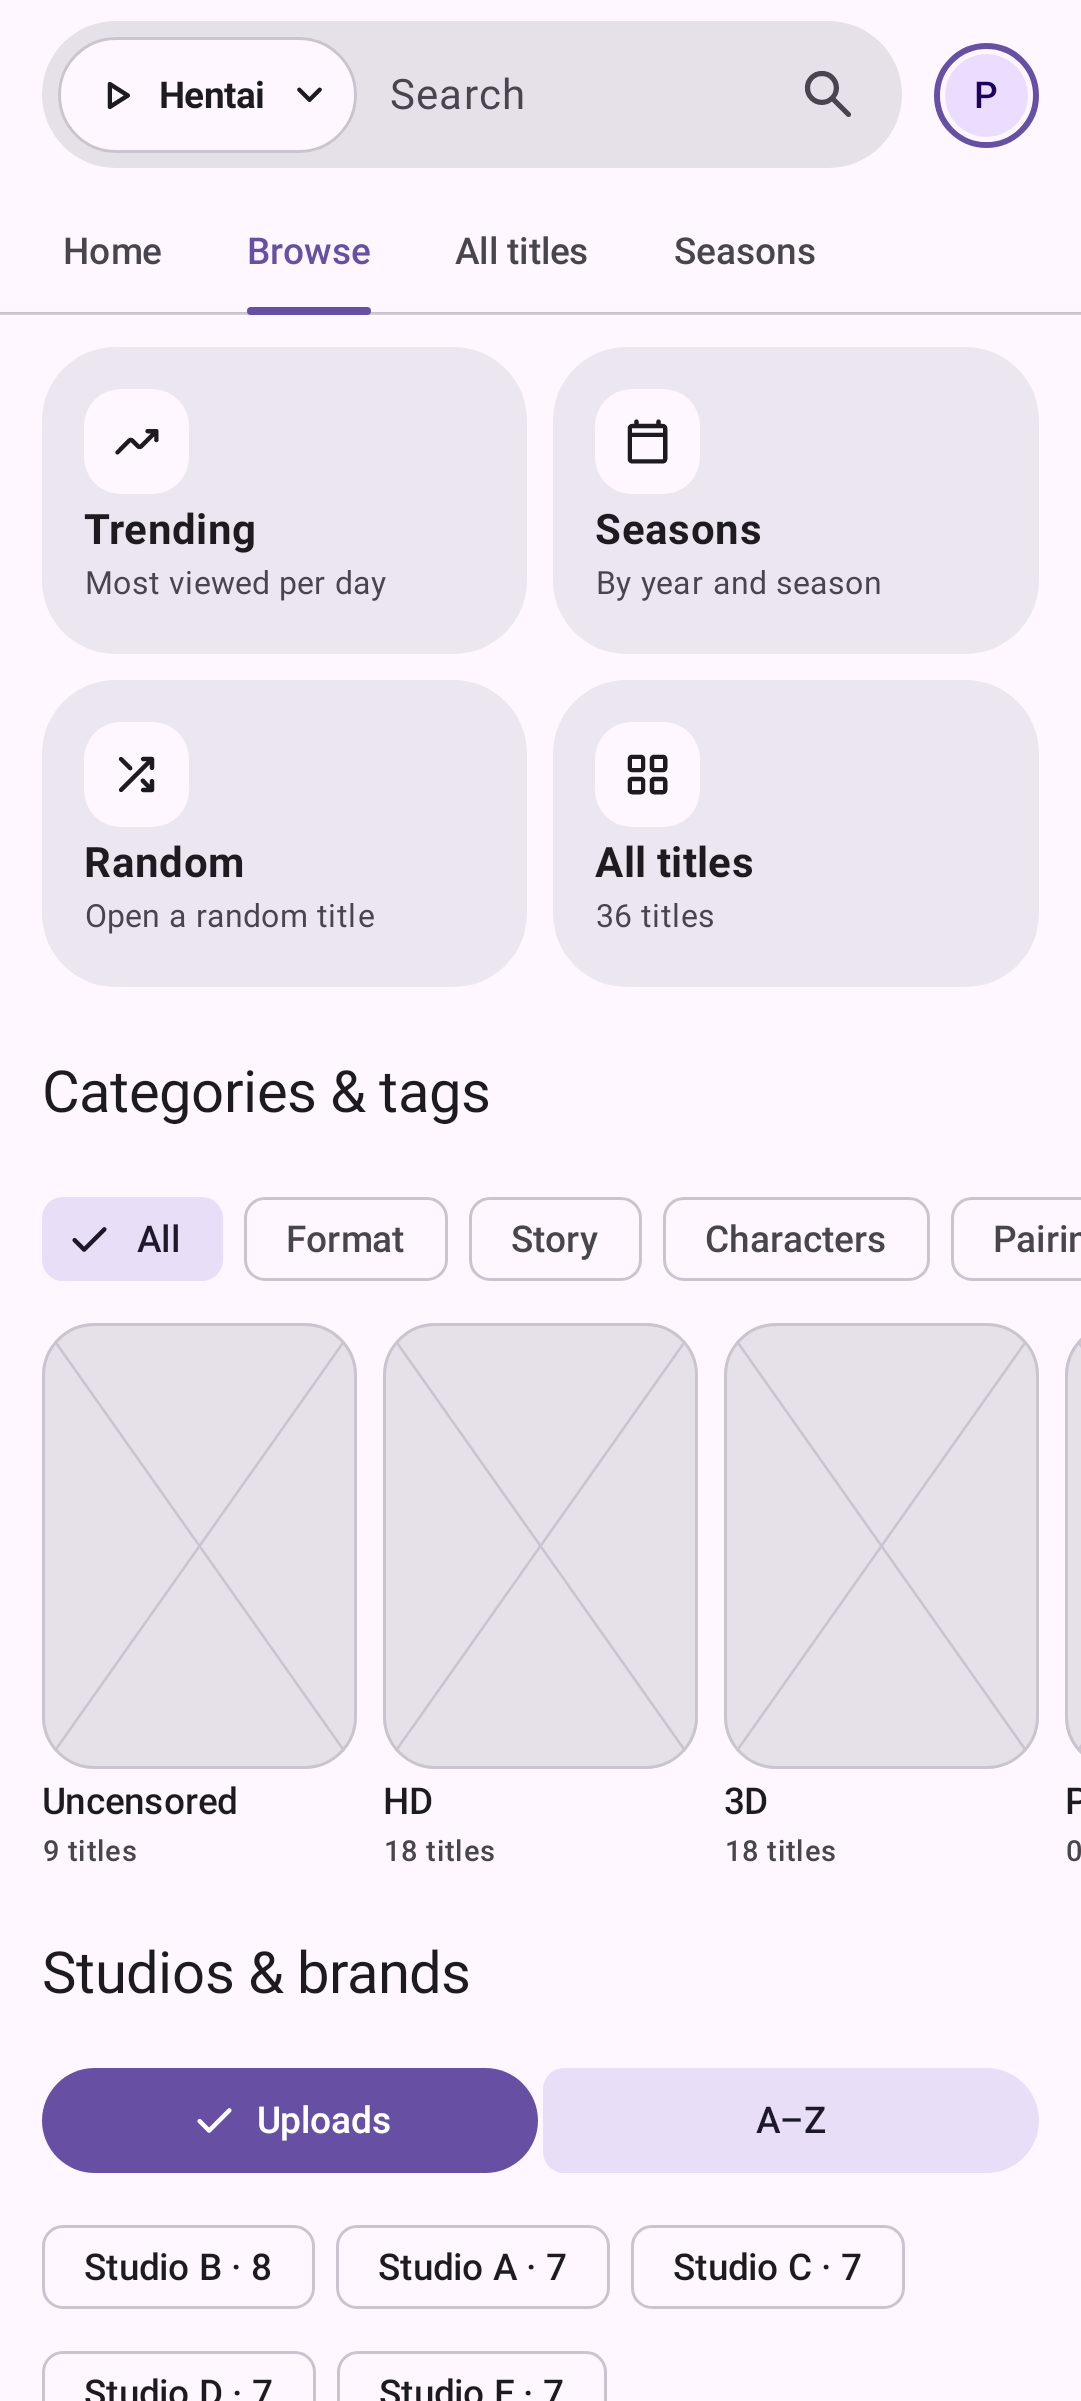 Hentai
Search
P
Home
Browse
All titles
Seasons
Trending
Most viewed per day
Seasons
By year and season
Random
Open a random title
All titles
36 titles
Categories & tags
All
Format
Story
Characters
Uncensored
9 titles
HD
18 titles
3D
18 titles
Studios & brands
Uploads
A–Z
Studio B · 8
Studio A · 7
Studio C · 7
Studio D · 7